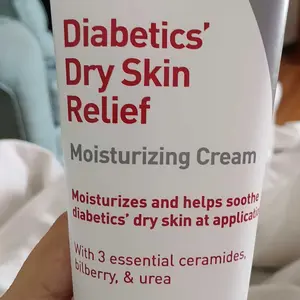 Diabetics'
Dry Skin
Relief
Moisturizing Cream
Moisturizes and helps soothe
diabetics' dry skin at
With 3 essential ceramides,
bilberry, & urea